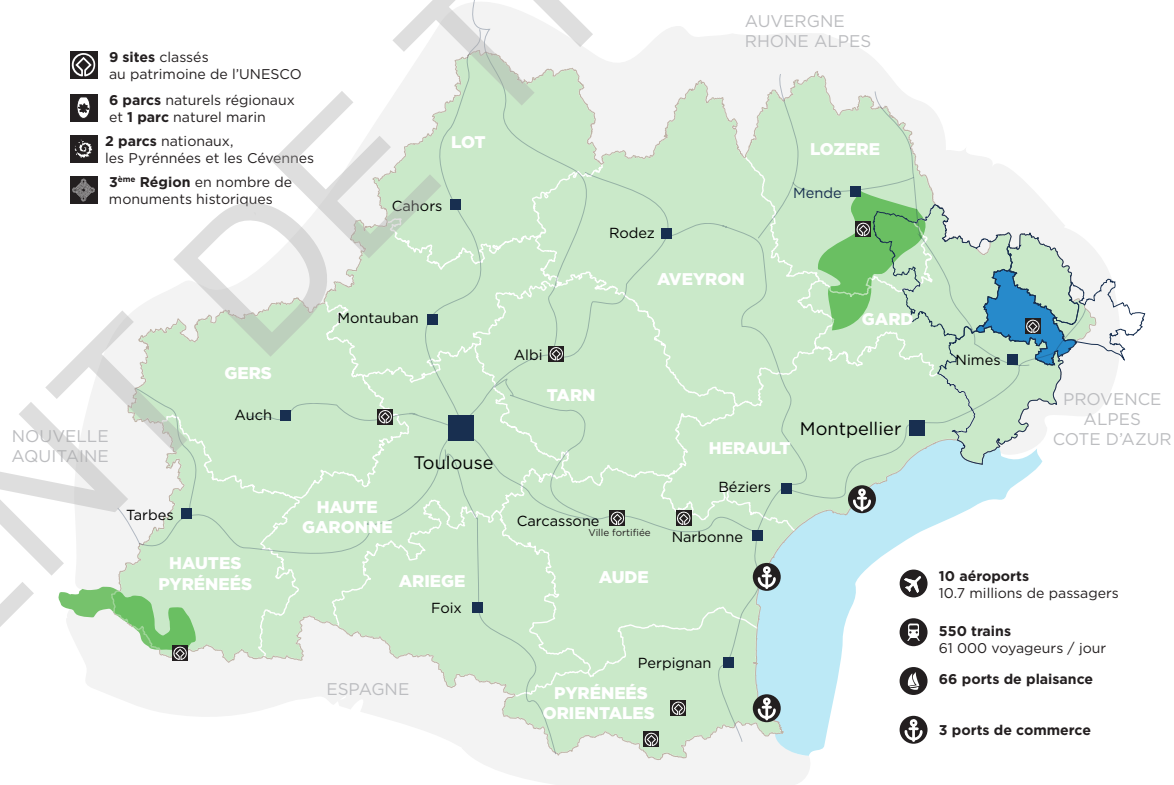 AUVERGNE
RHONE ALPES
9 sites classés
au patrimoine de l'UNESCO
6 parcs naturels régionaux
et 1 parc naturel marin
2 parcs nationaux,
les Pyrénnées et les Cévennes
3ème Région en nombre de
monuments historiques
LOT
LOZERE
Mende
Cahors
Rodez
AVEYRON
Montauban
GARD
Albi
Nimes
GERS
TARN
PROVENCE
ALPES
COTE D'AZUR
Auch
Montpellier
NOUVELLE
AQUITAINE
HERAULT
Toulouse
Béziers
HAUTE
GARONNE
Tarbes
Carcassone
Ville fortifiée
Narbonne
HAUTES
PYRÉNEÉS
ARIEGE
AUDE
Foix
10 aéroports
10.7 millions de passagers
550 trains
61 000 voyageurs / jour
Perpignan
66 ports de plaisance
ESPAGNE
PYRÉNEÉS
ORIENTALES
3 ports de commerce